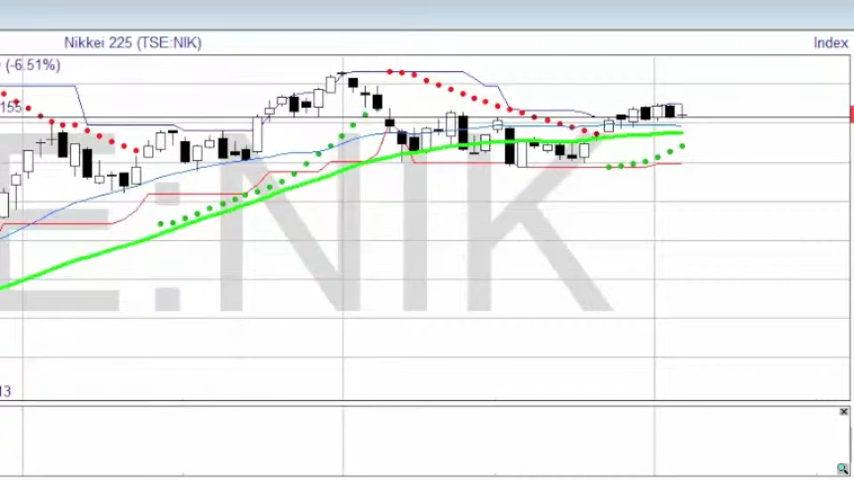 Nikkei 225 (TSE:NIK)
Index
(-6.51%)
155
13
E:NIK